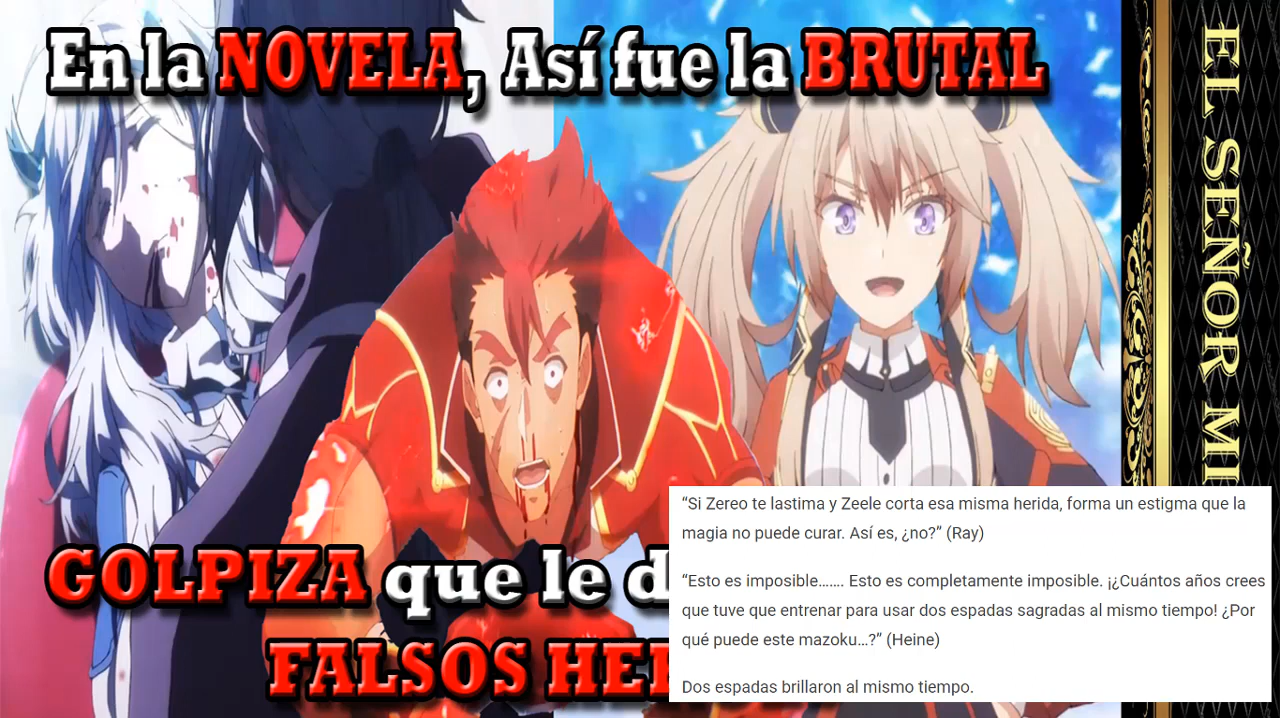 En la NOVELA, Así fue la BRUTAL
GOLPIZA que le
FALSOS
“Si Zereo te lastima y Zeele corta esa misma herida, forma un estigma que la
magia no puede curar. Así es, ¿no?” (Ray)
“Esto es imposible……. Esto es completamente imposible. ¡¿Cuántos años crees
que tuve que entrenar para usar dos espadas sagradas al mismo tiempo! ¿Por
qué puede este mazoku…?” (Heine)
Dos espadas brillaron al mismo tiempo.
EL SEÑOR